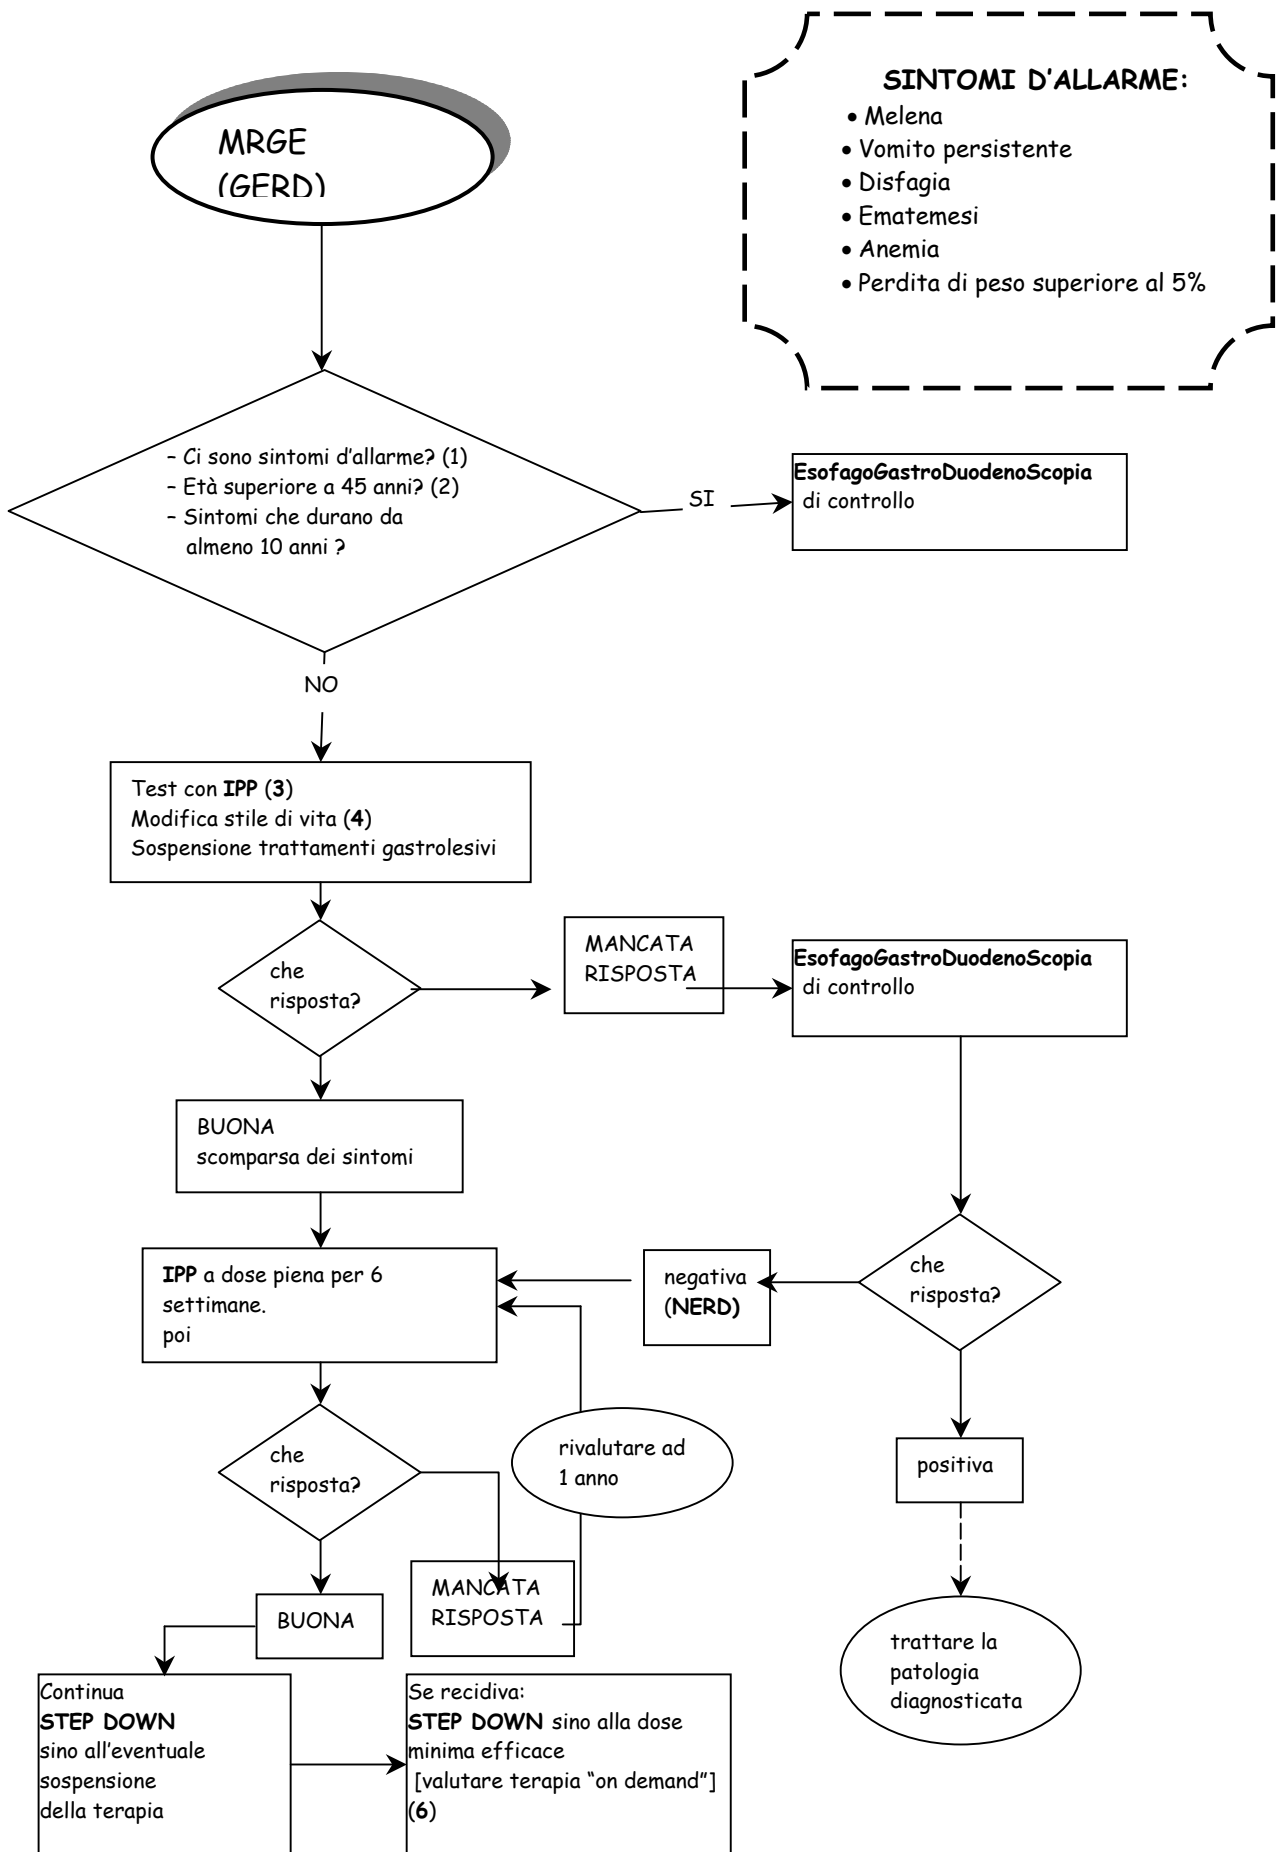 MRGE
(GERD)
SINTOMI D'ALLARME:
• Melena
• Vomito persistente
• Disfagia
• Ematemesi
• Anemia
• Perdita di peso superiore al 5%
– Ci sono sintomi d'allarme? (1)
– Età superiore a 45 anni? (2)
– Sintomi che durano da
almeno 10 anni ?
SI
EsofagoGastroDuodenoScopia
di controllo
NO
Test con IPP (3)
Modifica stile di vita (4)
Sospensione trattamenti gastrolesivi
che
risposta?
MANCATA
RISPOSTA
EsofagoGastroDuodenoScopia
di controllo
BUONA
scomparsa dei sintomi
IPP a dose piena per 6
settimane.
poi
negativa
(NERD)
che
risposta?
che
risposta?
rivalutare ad
1 anno
positiva
MANCATA
RISPOSTA
BUONA
trattare la
patologia
diagnosticata
Continua
STEP DOWN
sino all'eventuale
sospensione
della terapia
Se recidiva:
STEP DOWN sino alla dose
minima efficace
[valutare terapia “on demand”]
(6)